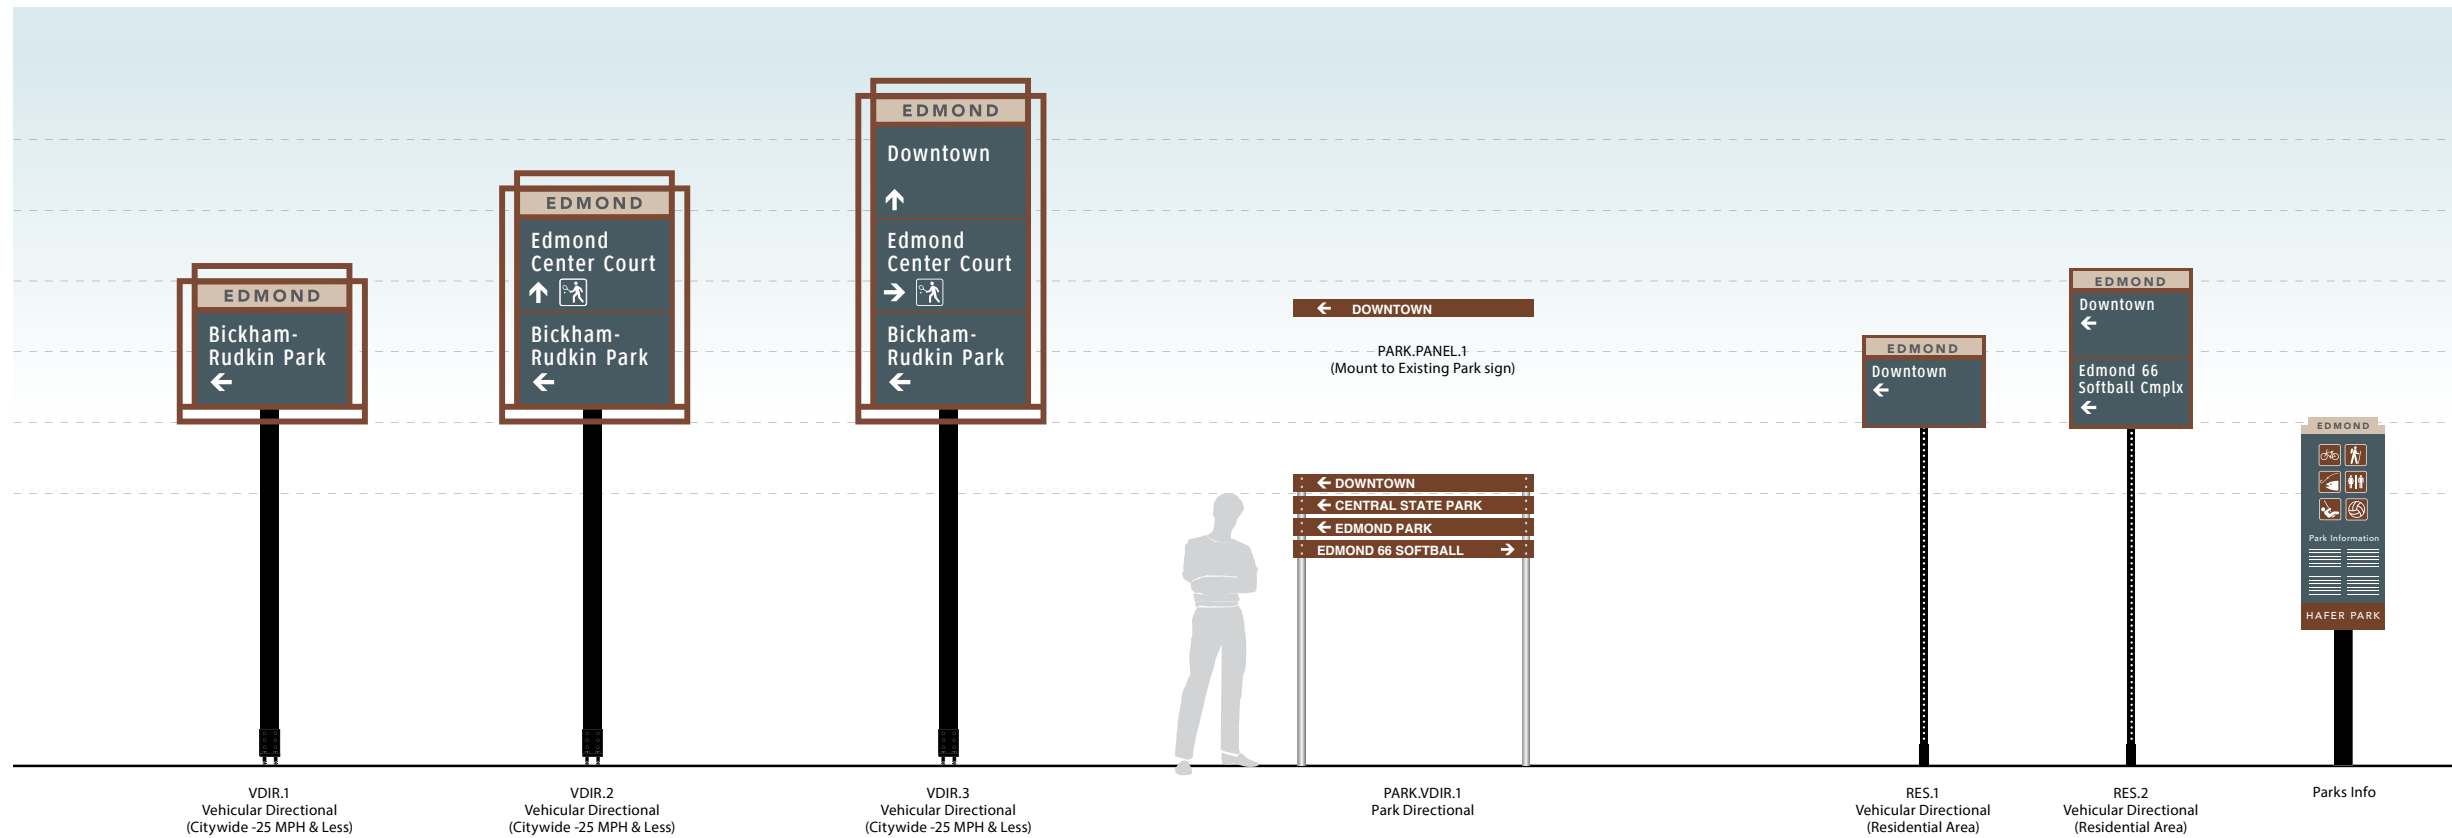 EDMOND
Bickham-
Rudkin Park
VDIR.1
Vehicular Directional
(Citywide -25 MPH & Less)
EDMOND
Edmond
Center Court
Bickham-
Rudkin Park
VDIR.2
Vehicular Directional
(Citywide -25 MPH & Less)
EDMOND
Downtown
Edmond
Center Court
Bickham-
Rudkin Park
VDIR.3
Vehicular Directional
(Citywide -25 MPH & Less)
DOWNTOWN
PARK.PANEL.1
(Mount to Existing Park sign)
DOWNTOWN
CENTRAL STATE PARK
EDMOND PARK
EDMOND 66 SOFTBALL
PARK.VDIR.1
Park Directional
EDMOND
Downtown
RES.1
Vehicular Directional
(Residential Area)
EDMOND
Downtown
Edmond 66
Softball Cmplx
RES.2
Vehicular Directional
(Residential Area)
EDMOND
Park Information
HAFER PARK
Parks Info